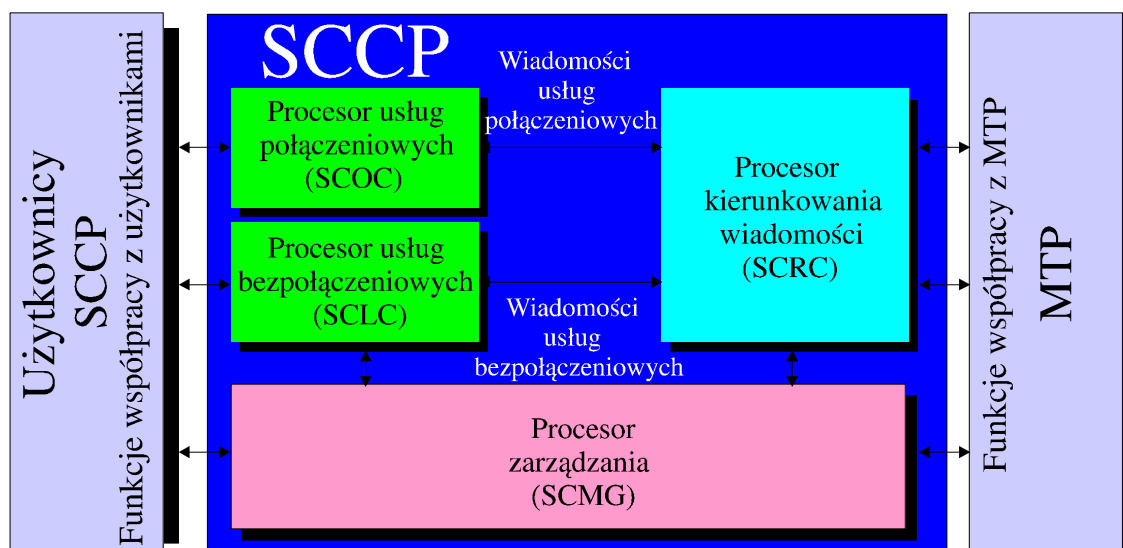 Użytkownicy
SCCP
Funkcje współpracy z użytkownikami
SCCP
Procesor usług
połączeniowych
(SCOC)
Wiadomości
usług
połączeniowych
Procesor usług
bezpołączeniowych
(SCLC)
Wiadomości
usług
bezpołączeniowych
Procesor
kierunkowania
wiadomości
(SCRC)
Procesor
zarządzania
(SCMG)
Funkcje współpracy z MTP
MTP